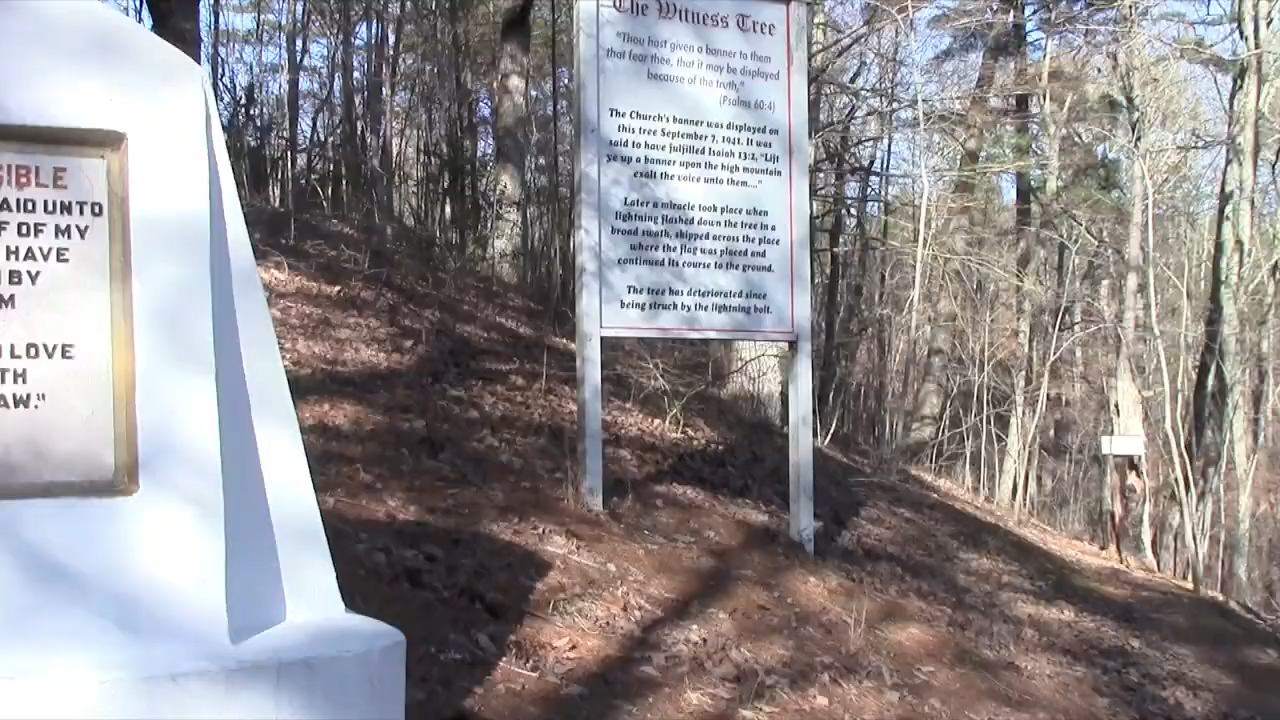 SIBLE
AID UNTO
F OF MY
HAVE
BY
M
LOVE
TH
AW."
The Witness Tree
"Thou hast given a banner to them
that fear thee, that it may be displayed
because of the truth,"
(Psalms 60:4)
The Church's banner was displayed on
this tree September 7, 1941. It was
said to have fulfilled Isaiah 13:2, "Lift
ye up a banner upon the high mountain
exalt the voice unto them...."
Later a miracle took place when
lightning flashed down the tree in a
broad swath, skipped across the place
where the flag was placed and
continued its course to the ground.
The tree has deteriorated since
being struck by the lightning bolt.